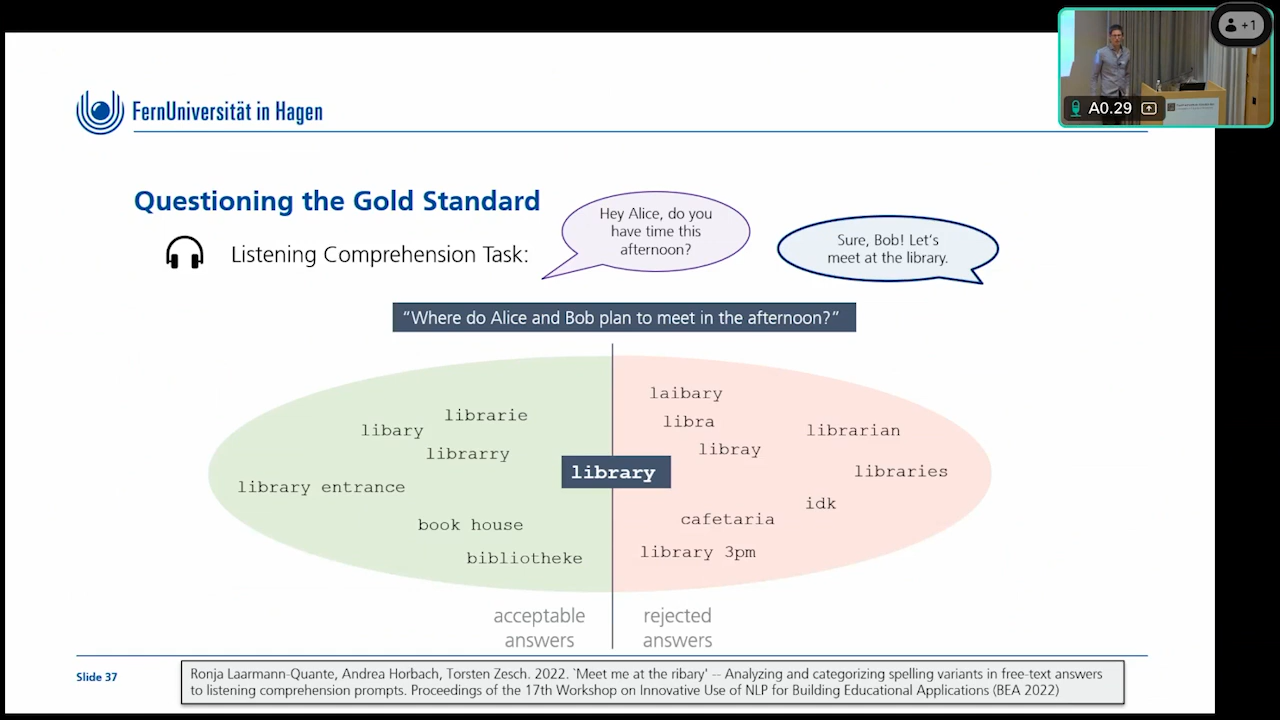 +1
A0.29
FernUniversität in Hagen
Questioning the Gold Standard
Listening Comprehension Task:
Hey Alice, do you
have time this
afternoon?
Sure, Bob! Let's
meet at the library.
"Where do Alice and Bob plan to meet in the afternoon?"
library
librarie
libary
librarry
library entrance
book house
bibliotheke
laibary
libra
libray
librarian
libraries
idk
cafetaria
library 3pm
acceptable
answers
rejected
answers
Slide 37
Ronja Laarmann-Quante, Andrea Horbach, Torsten Zesch. 2022. `Meet me at the ribary' -- Analyzing and categorizing spelling variants in free-text answers
to listening comprehension prompts. Proceedings of the 17th Workshop on Innovative Use of NLP for Building Educational Applications (BEA 2022)